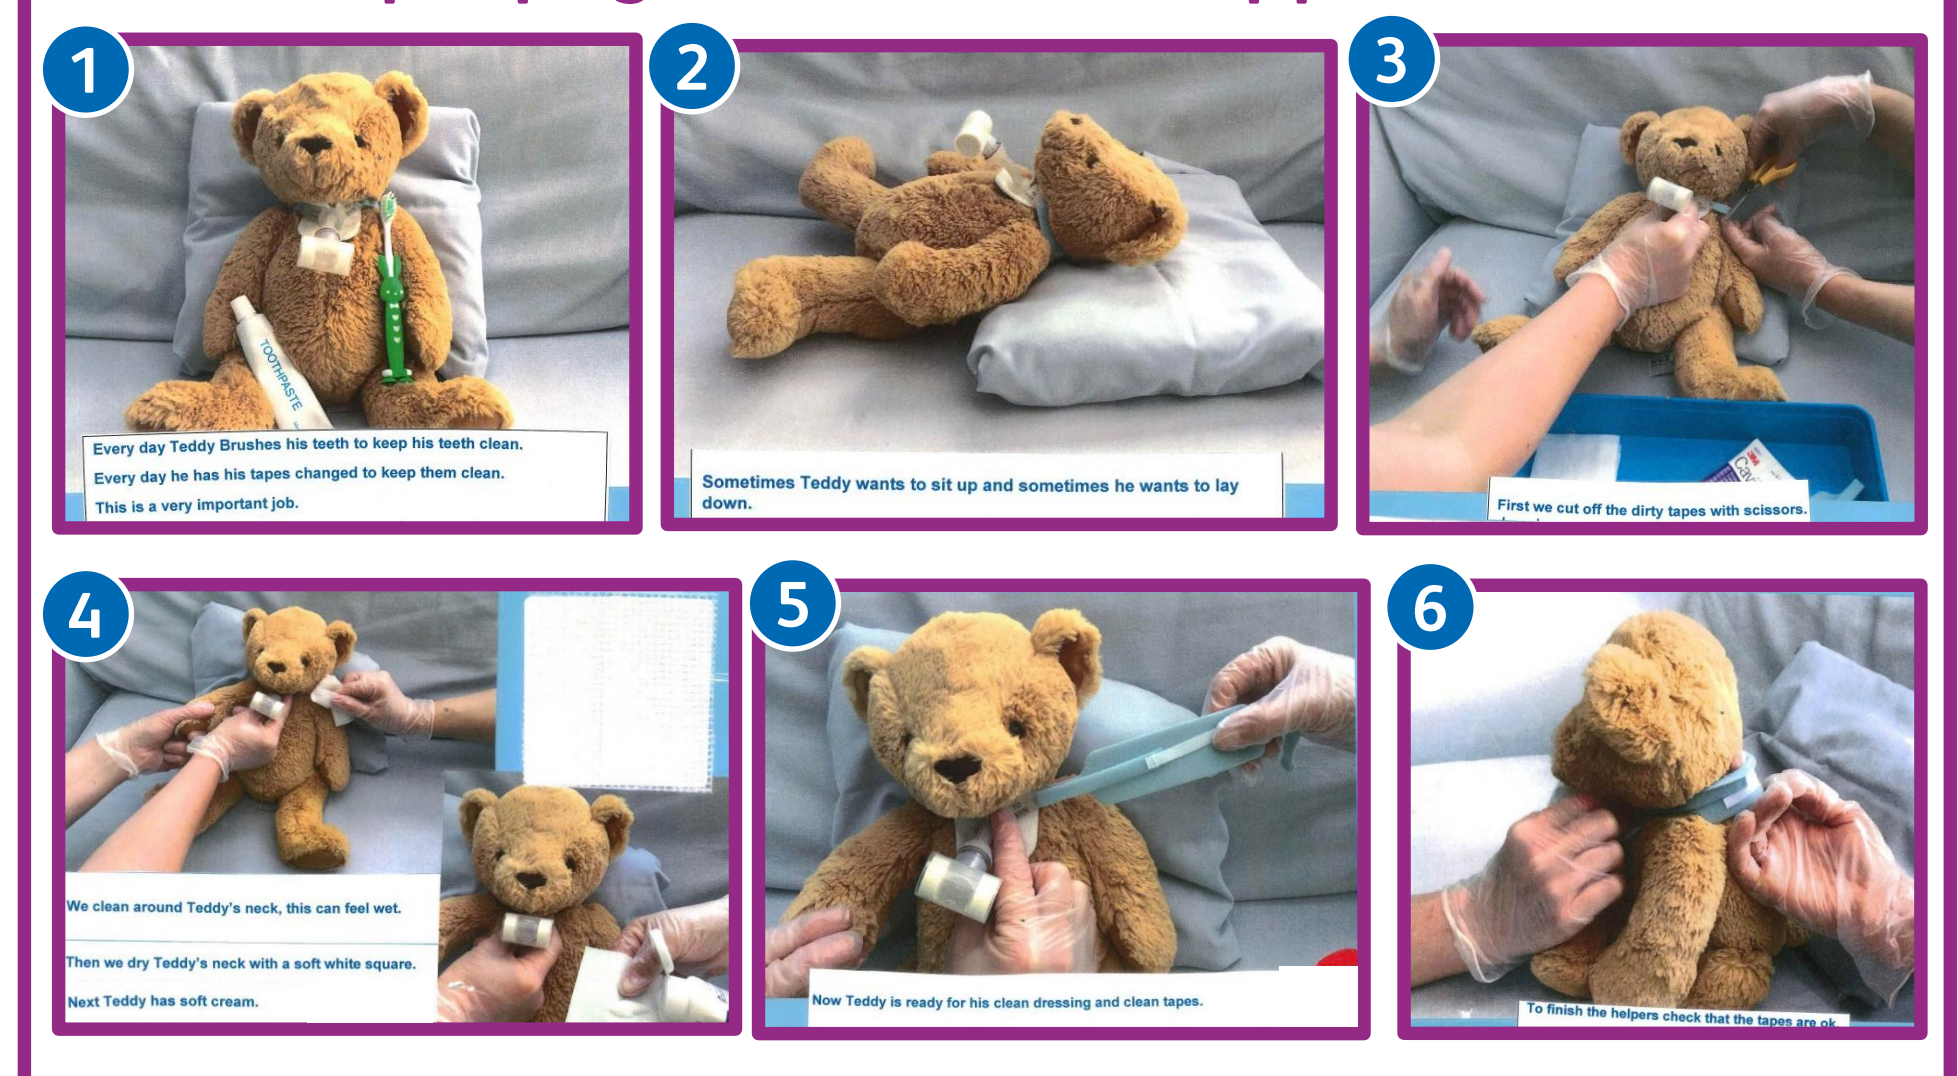 1
TOOTHPASTE
Every day Teddy Brushes his teeth to keep his teeth clean.
Every day he has his tapes changed to keep them clean.
This is a very important job.
2
Sometimes Teddy wants to sit up and sometimes he wants to lay
down.
3
3M
First we cut off the dirty tapes with scissors.
4
We clean around Teddy's neck, this can feel wet.
Then we dry Teddy's neck with a soft white square.
Next Teddy has soft cream.
5
Now Teddy is ready for his clean dressing and clean tapes.
6
To finish the helpers check that the tapes are ok